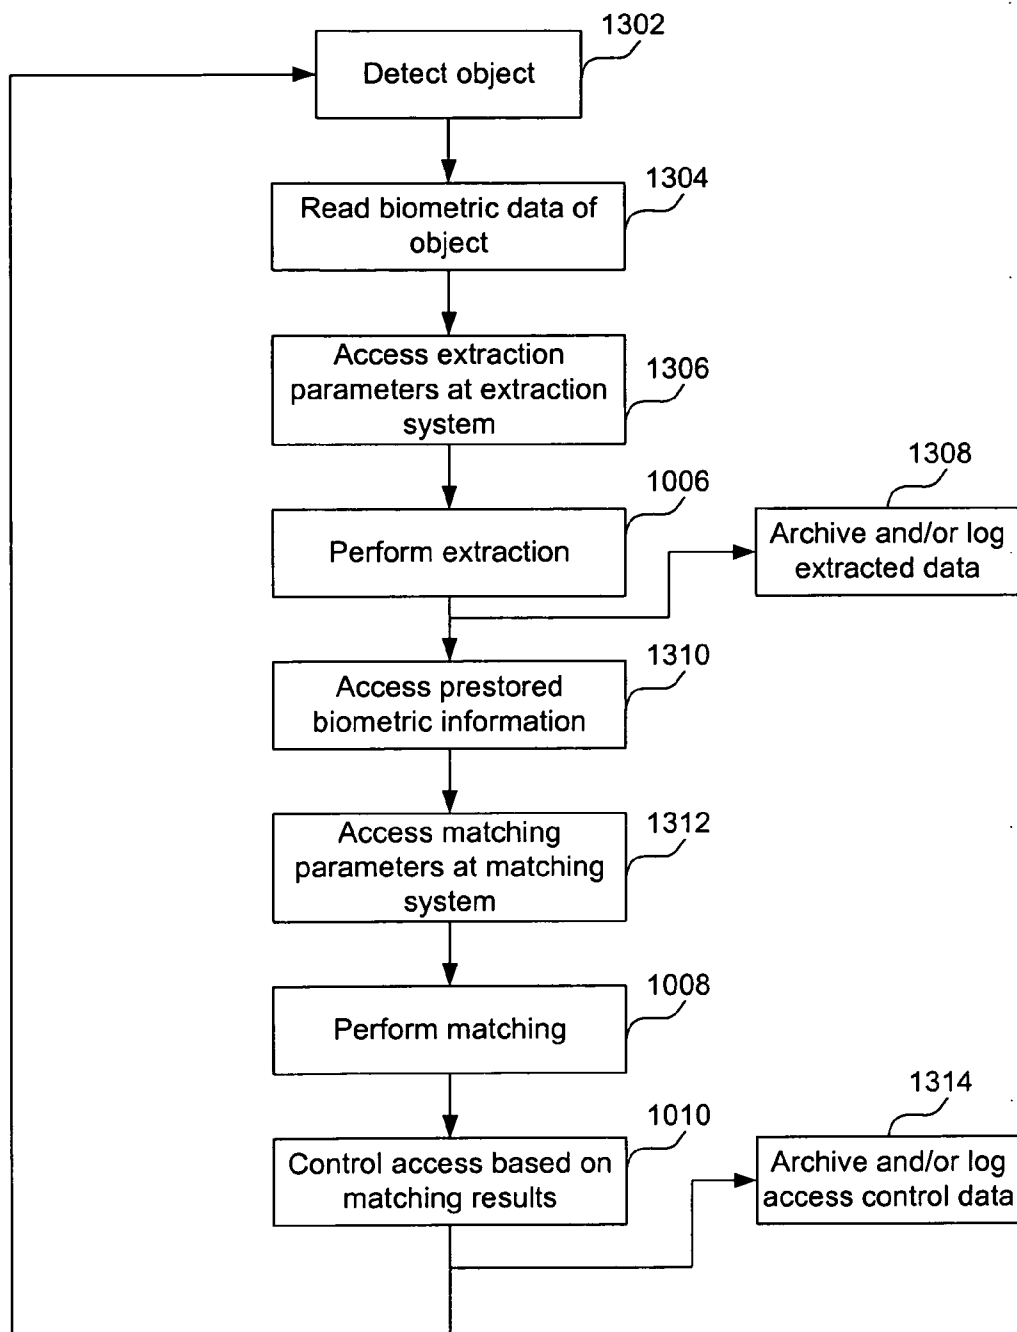 1302
Detect object
1304
Read biometric data of
object
1306
Access extraction
parameters at extraction
system
1006
Perform extraction
1308
Archive and/or log
extracted data
1310
Access prestored
biometric information
1312
Access matching
parameters at matching
system
1008
Perform matching
1010
Control access based on
matching results
1314
Archive and/or log
access control data